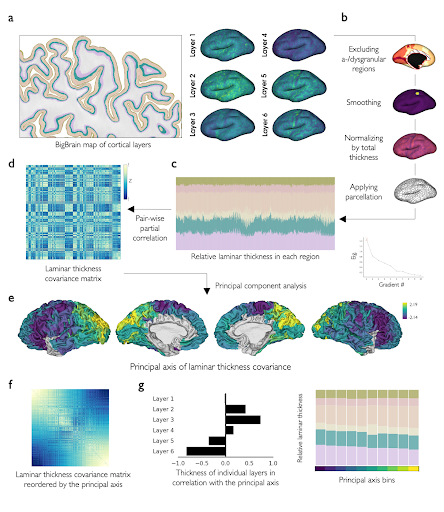 a
b
Layer 1
Layer 4
Layer 2
Layer 5
Layer 3
Layer 6
BigBrain map of cortical layers
Excluding
a-/dysgranular
regions
Smoothing
Normalizing
by total
thickness
Applying
parcellation
d
c
Pair-wise
partial
correlation
Relative laminar thickness in each region
Laminar thickness
covariance matrix
Eig
Gradient #
Principal component analysis
e
2.19
2.14
Principal axis of laminar thickness covariance
f
Laminar thickness covariance matrix
reordered by the principal axis
g
Layer 1
Layer 2
Layer 3
Layer 4
Layer 5
Layer 6
−1.0
−0.5
0.0
0.5
1.0
Thickness of individual layers in
correlation with the principal axis
Relative laminar thickness
Principal axis bins